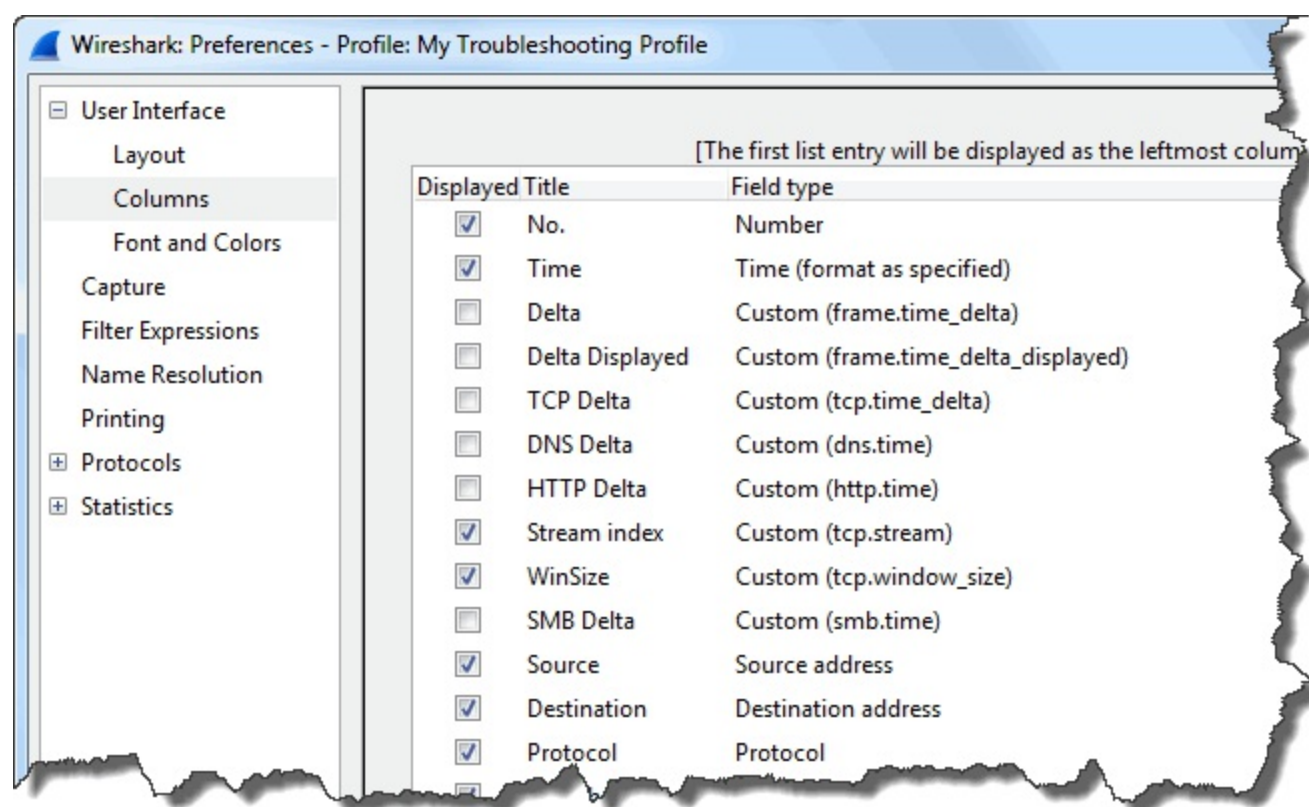 Wireshark: Preferences - Profile: My Troubleshooting Profile
User Interface
Layout
Columns
Font and Colors
Capture
Filter Expressions
Name Resolution
Printing
Protocols
Statistics
[The first list entry will be displayed as the leftmost colum
Displayed Title Field type
No. Number
Time Time (format as specified)
Delta Custom (frame.time_delta)
Delta Displayed Custom (frame.time_delta_displayed)
TCP Delta Custom (tcp.time_delta)
DNS Delta Custom (dns.time)
HTTP Delta Custom (http.time)
Stream index Custom (tcp.stream)
WinSize Custom (tcp.window_size)
SMB Delta Custom (smb.time)
Source Source address
Destination Destination address
Protocol Protocol